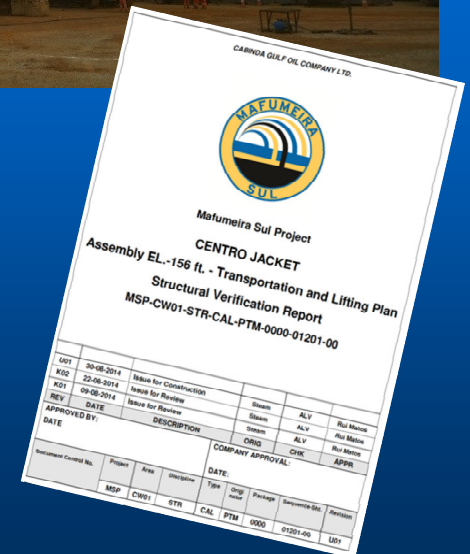 CABINDA GULF OIL COMPANY LTD.
MAFUMEIRA
SUL
Mafumeira Sul Project
CENTRO JACKET
Assembly EL.-156 ft. - Transportation and Lifting Plan
Structural Verification Report
MSP-CW01-STR-CAL-PTM-0000-01201-00
U01 30-08-2014 Issue for Construction Steam ALV Rui Matos
K02 22-08-2014 Issue for Review Steam ALV Rui Matos
K01 09-08-2014 Issue for Review Steam ALV Rui Matos
REV DATE DESCRIPTION ORIG CHK APPR
APPROVED BY: COMPANY APPROVAL:
DATE DATE:
Document Control No. Project Area Discipline Type Origi nator Package Sequence-Sht. Revision
MSP CW01 STR CAL PTM 0000 01201-00 U01